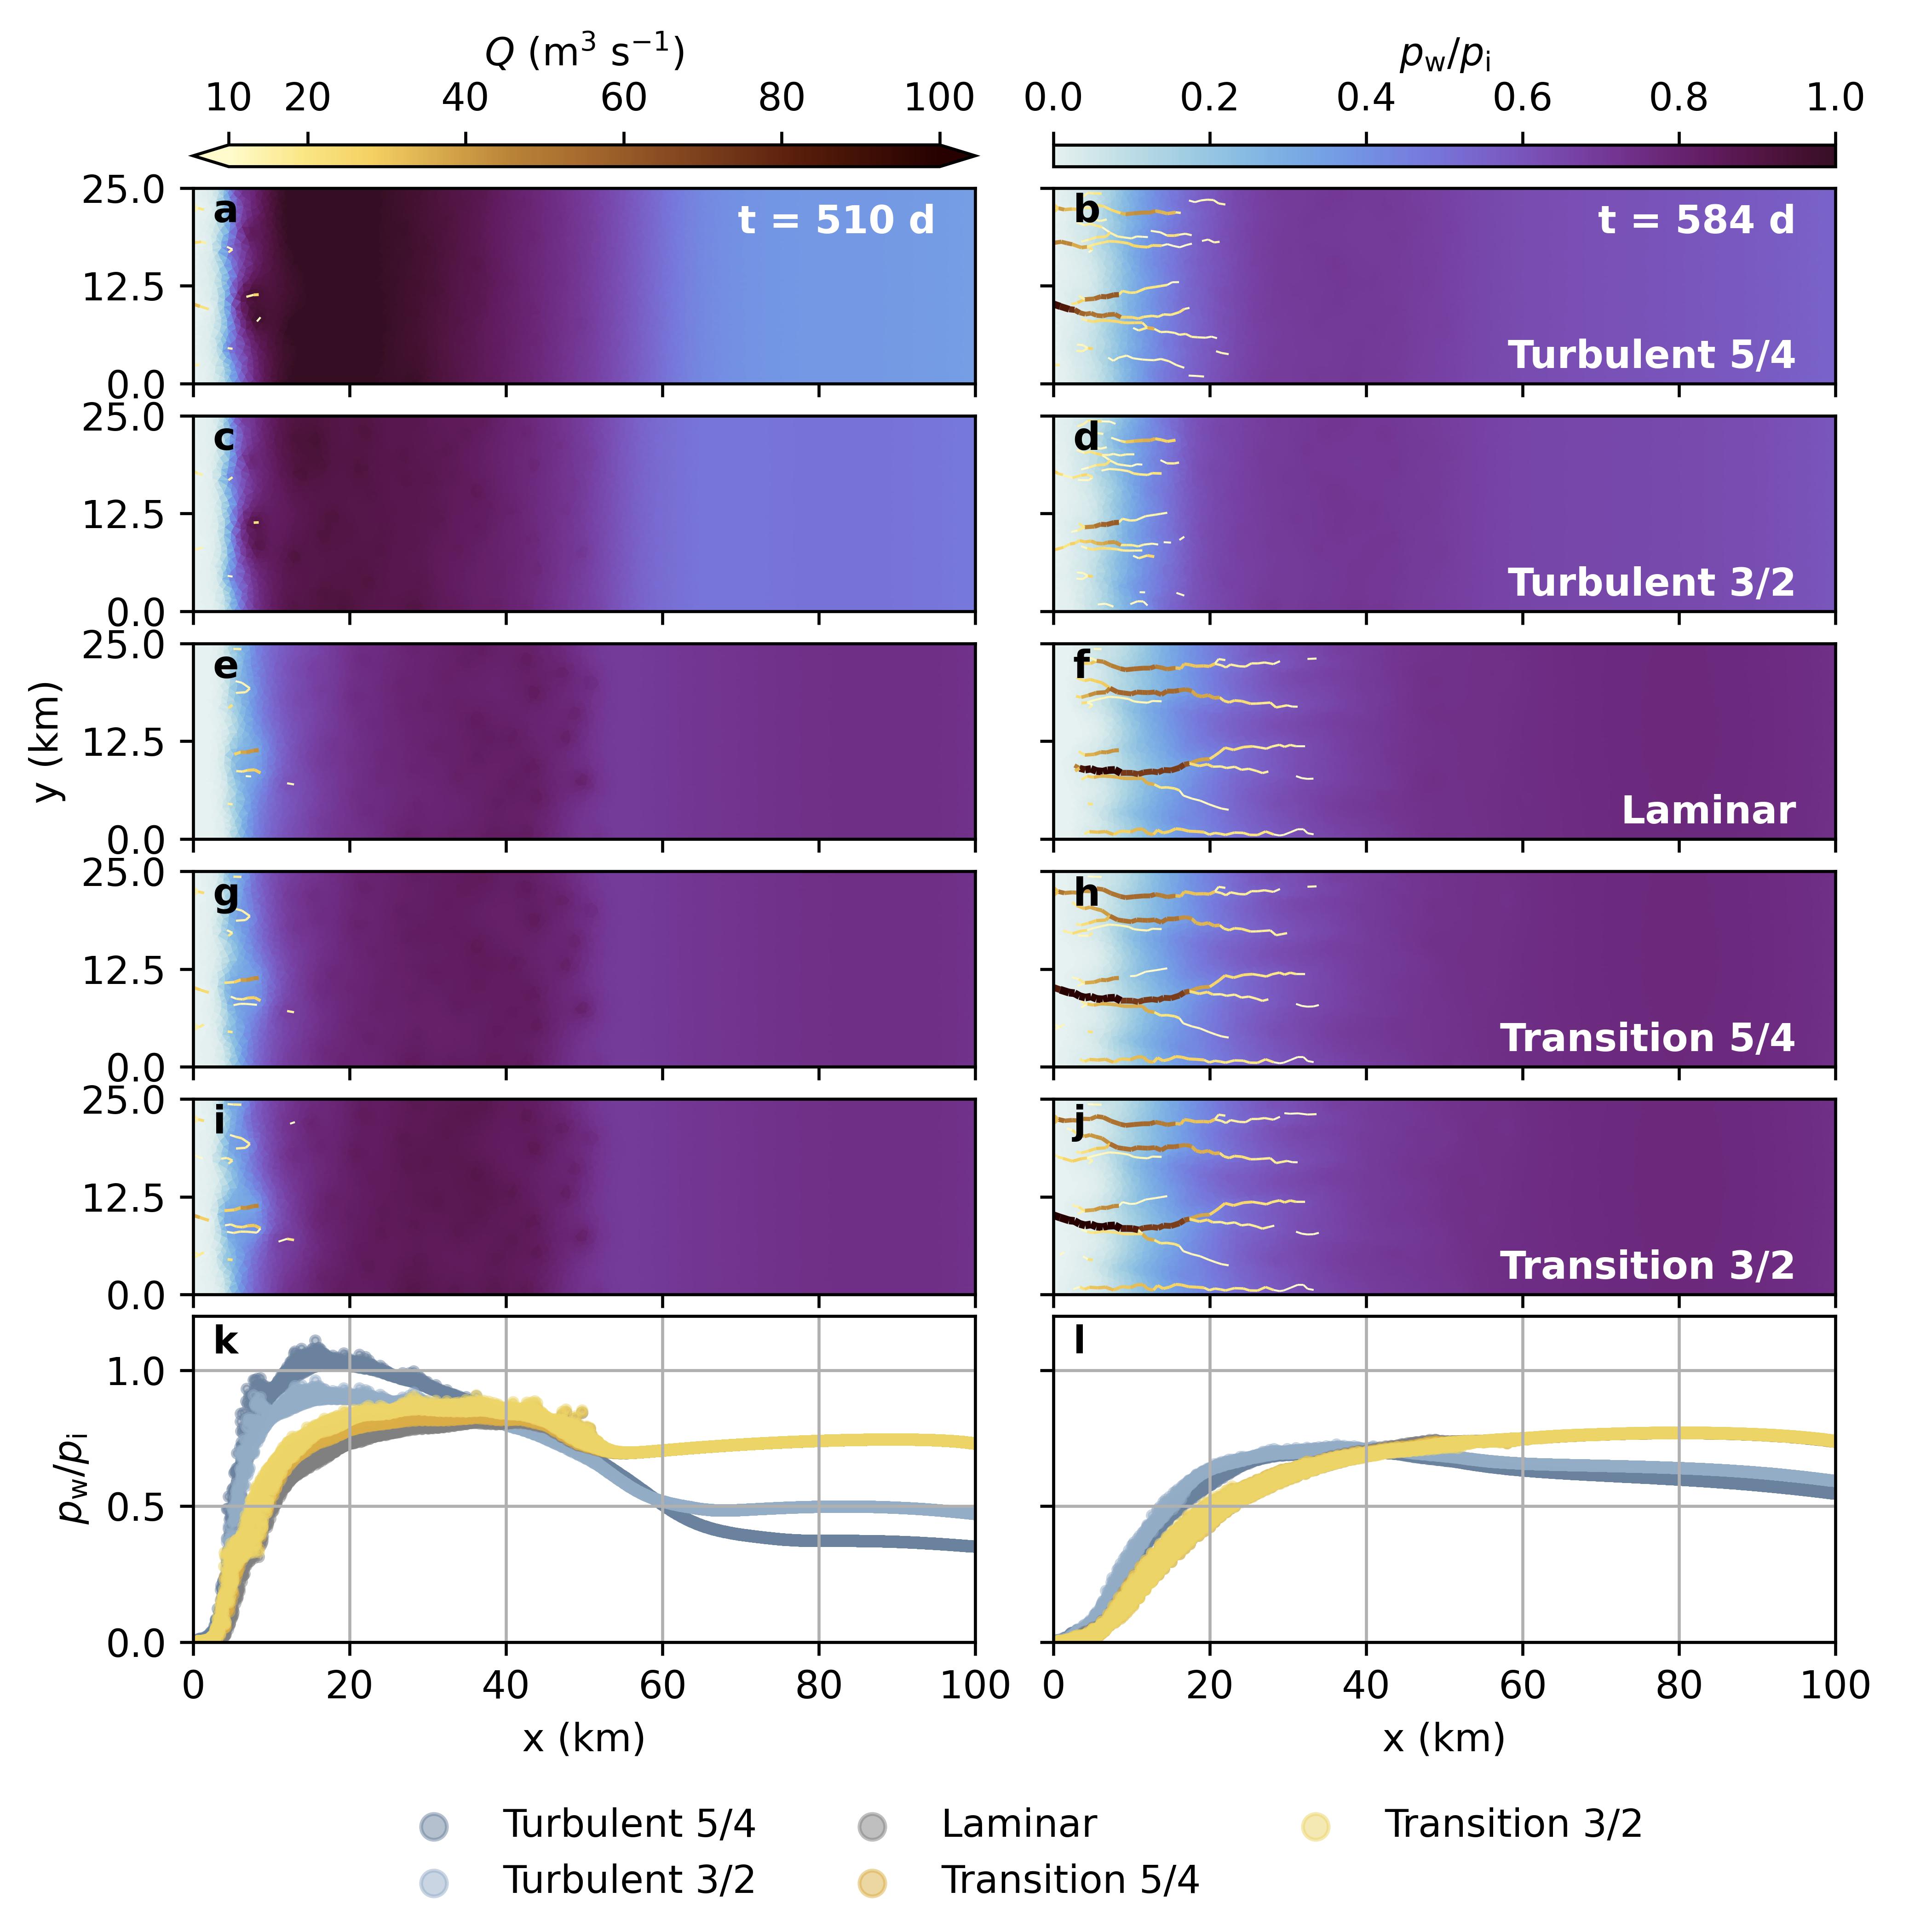 Q (m³ s⁻¹)
10 20 40 60 80 100
p_w/p_i
0.0 0.2 0.4 0.6 0.8 1.0
25.0
12.5
0.0
a
t = 510 d
b
t = 584 d
Turbulent 5/4
25.0
12.5
0.0
c
d
Turbulent 3/2
25.0
12.5
0.0
e
f
Laminar
y (km)
25.0
12.5
0.0
g
h
Transition 5/4
25.0
12.5
0.0
i
j
Transition 3/2
k
l
1.0
0.5
0.0
p_w/p_i
0 20 40 60 80 100
x (km)
0 20 40 60 80 100
x (km)
Turbulent 5/4
Turbulent 3/2
Laminar
Transition 5/4
Transition 3/2